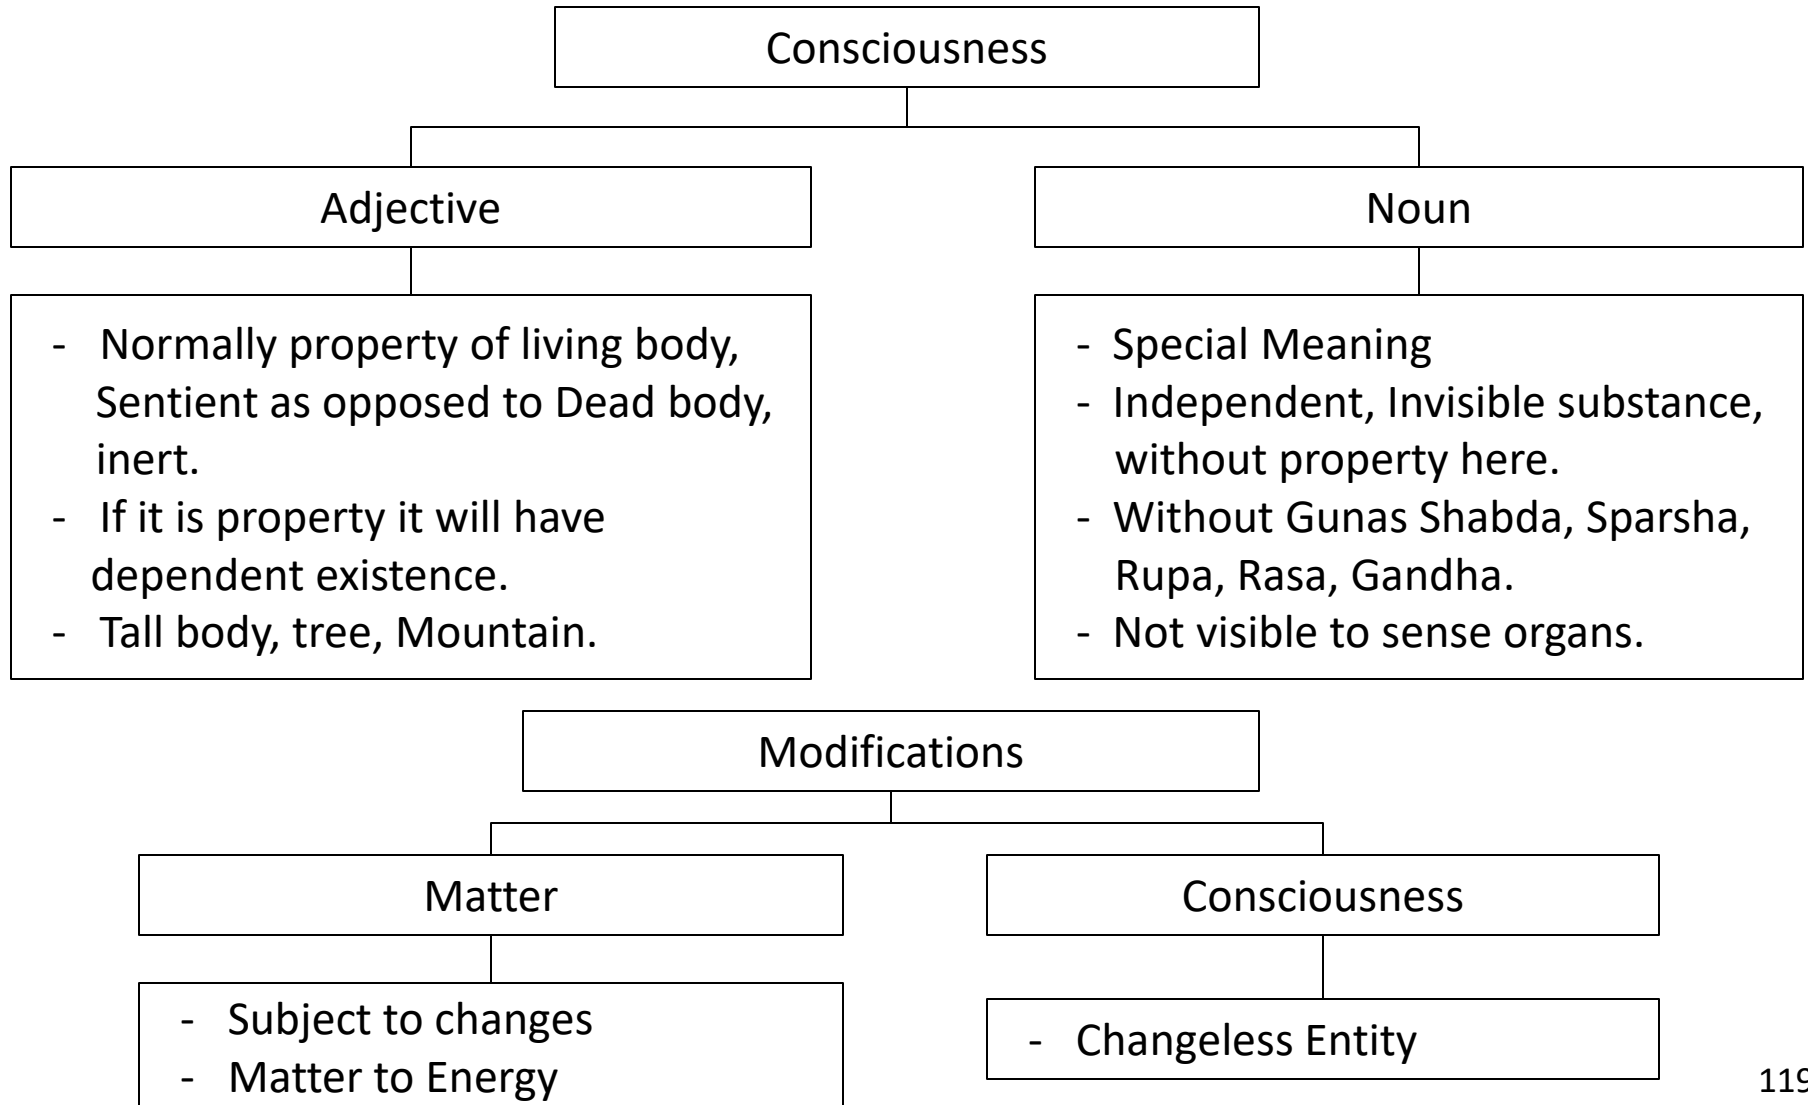 Consciousness
Adjective
- Normally property of living body,
Sentient as opposed to Dead body,
inert.
- If it is property it will have
dependent existence.
- Tall body, tree, Mountain.
Noun
- Special Meaning
- Independent, Invisible substance,
without property here.
- Without Gunas Shabda, Sparsha,
Rupa, Rasa, Gandha.
- Not visible to sense organs.
Modifications
Matter
- Subject to changes
- Matter to Energy
Consciousness
- Changeless Entity
119